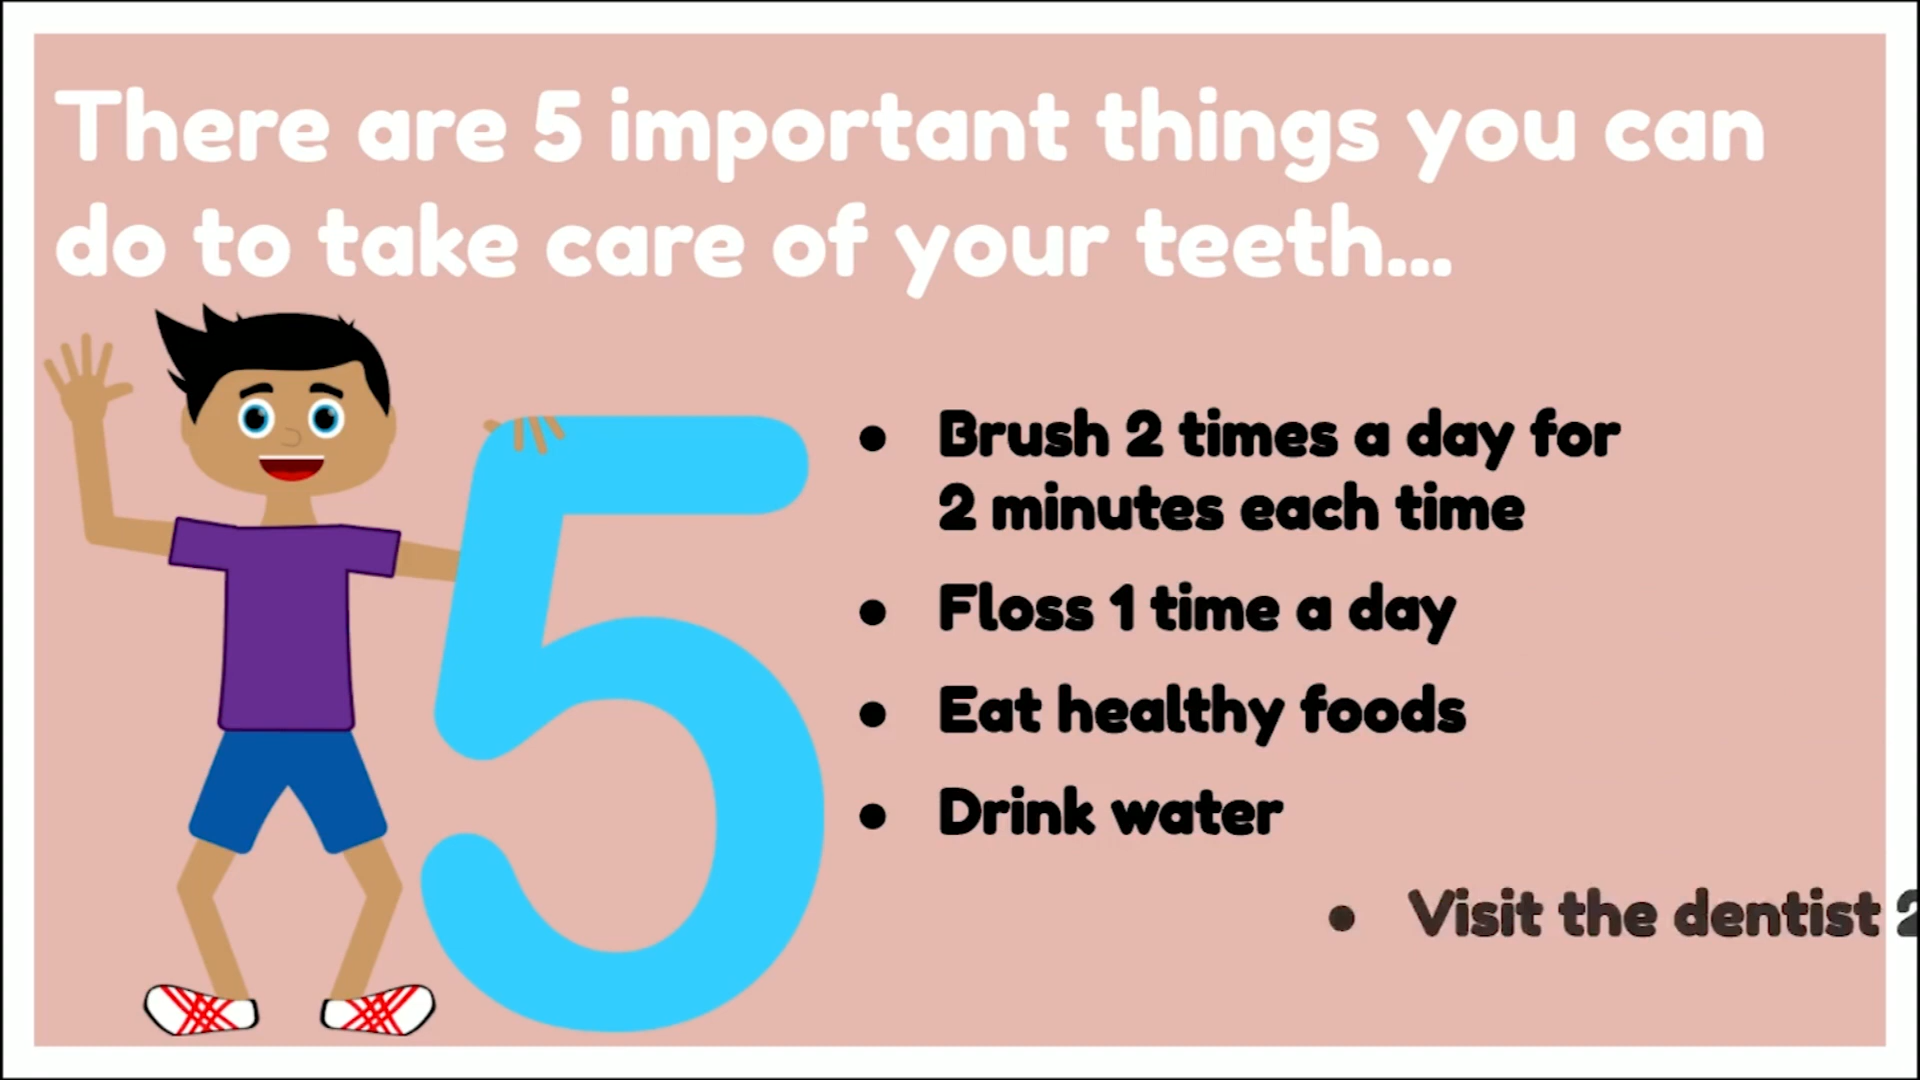 There are 5 important things you can
do to take care of your teeth...
5
• Brush 2 times a day for
2 minutes each time
• Floss 1 time a day
• Eat healthy foods
• Drink water
• Visit the dentist 2